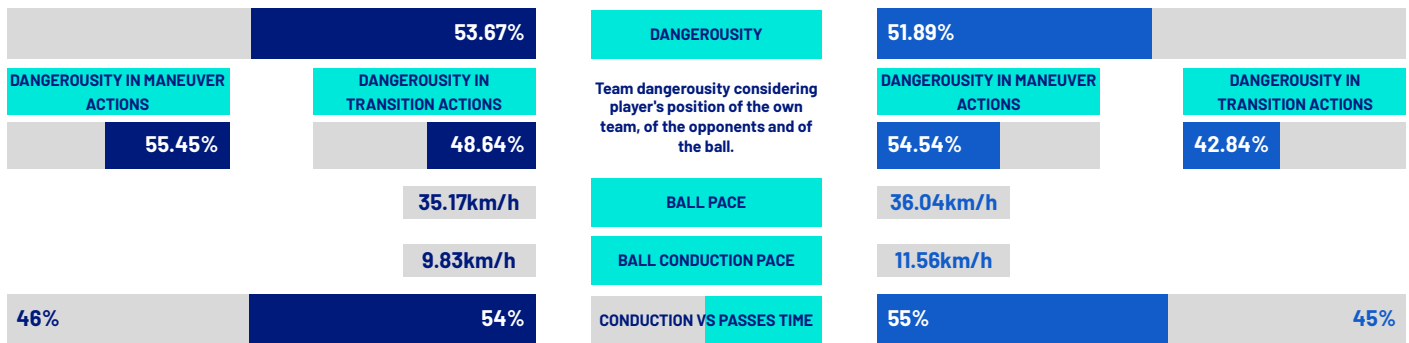 53.67%
DANGEROUSITY
51.89%
DANGEROUSITY IN MANEUVER
ACTIONS
DANGEROUSITY IN
TRANSITION ACTIONS
Team dangerousity considering
player's position of the own
team, of the opponents and of
the ball.
DANGEROUSITY IN MANEUVER
ACTIONS
DANGEROUSITY IN
TRANSITION ACTIONS
55.45%
48.64%
54.54%
42.84%
35.17km/h
BALL PACE
36.04km/h
9.83km/h
BALL CONDUCTION PACE
11.56km/h
46%
54%
CONDUCTION VS PASSES TIME
55%
45%